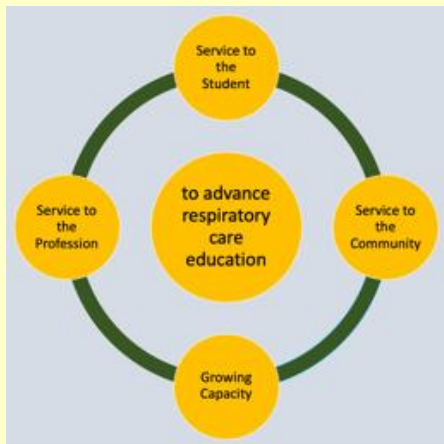 Service to
the
Student
Service to
the
Profession
to advance
respiratory
care
education
Service to
the
Community
Growing
Capacity